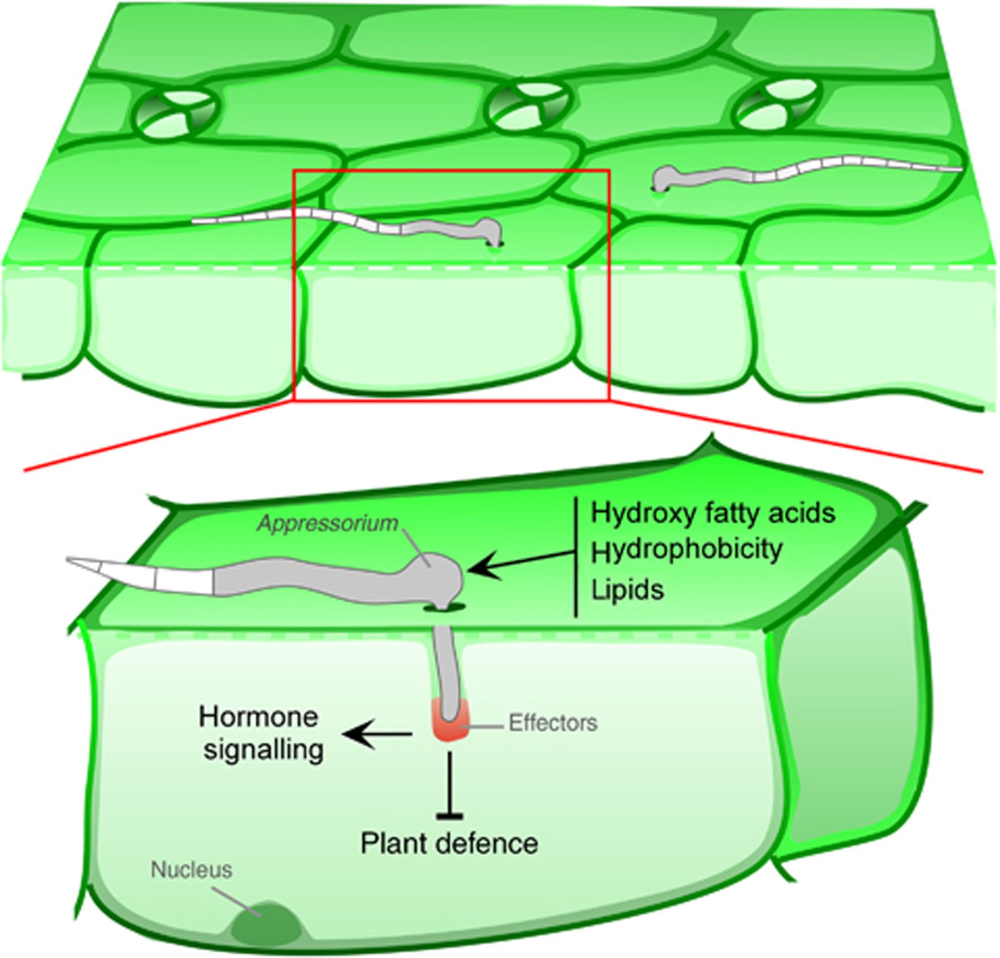 Appressorium
Hydroxy fatty acids
Hydrophobicity
Lipids
Hormone
signalling
Effectors
Plant defence
Nucleus